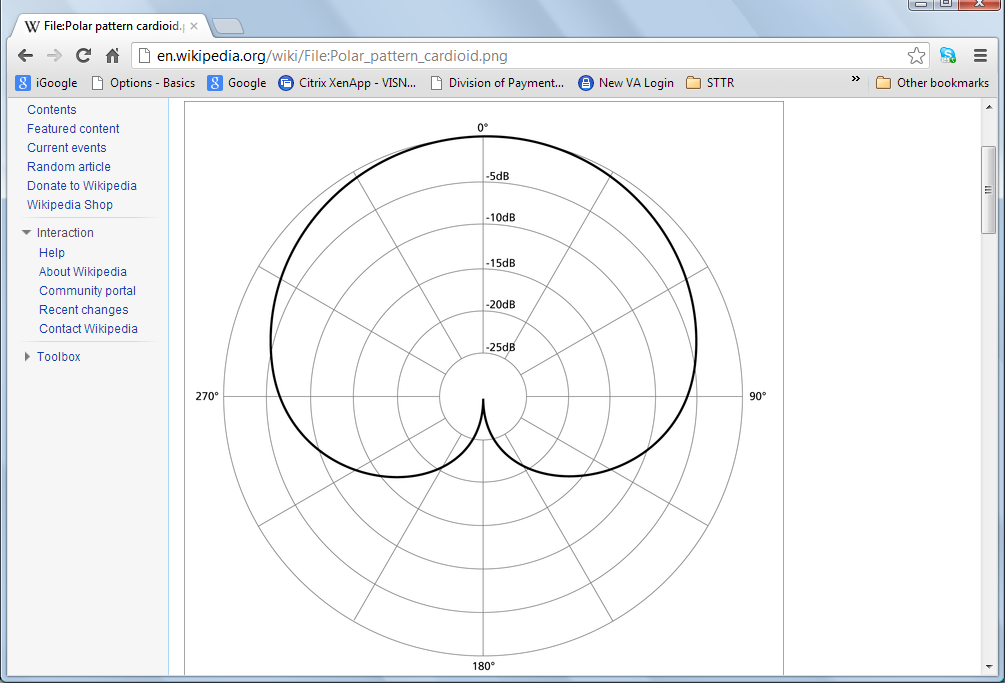 File:Polar pattern cardioid.
en.wikipedia.org/wiki/File:Polar_pattern_cardioid.png
iGoogle Options - Basics Google Citrix XenApp - VISN... Division of Payment... New VA Login STTR » Other bookmarks
Contents
Featured content
Current events
Random article
Donate to Wikipedia
Wikipedia Shop
Interaction
Help
About Wikipedia
Community portal
Recent changes
Contact Wikipedia
Toolbox
0°
-5dB
-10dB
-15dB
-20dB
-25dB
270° 90°
180°